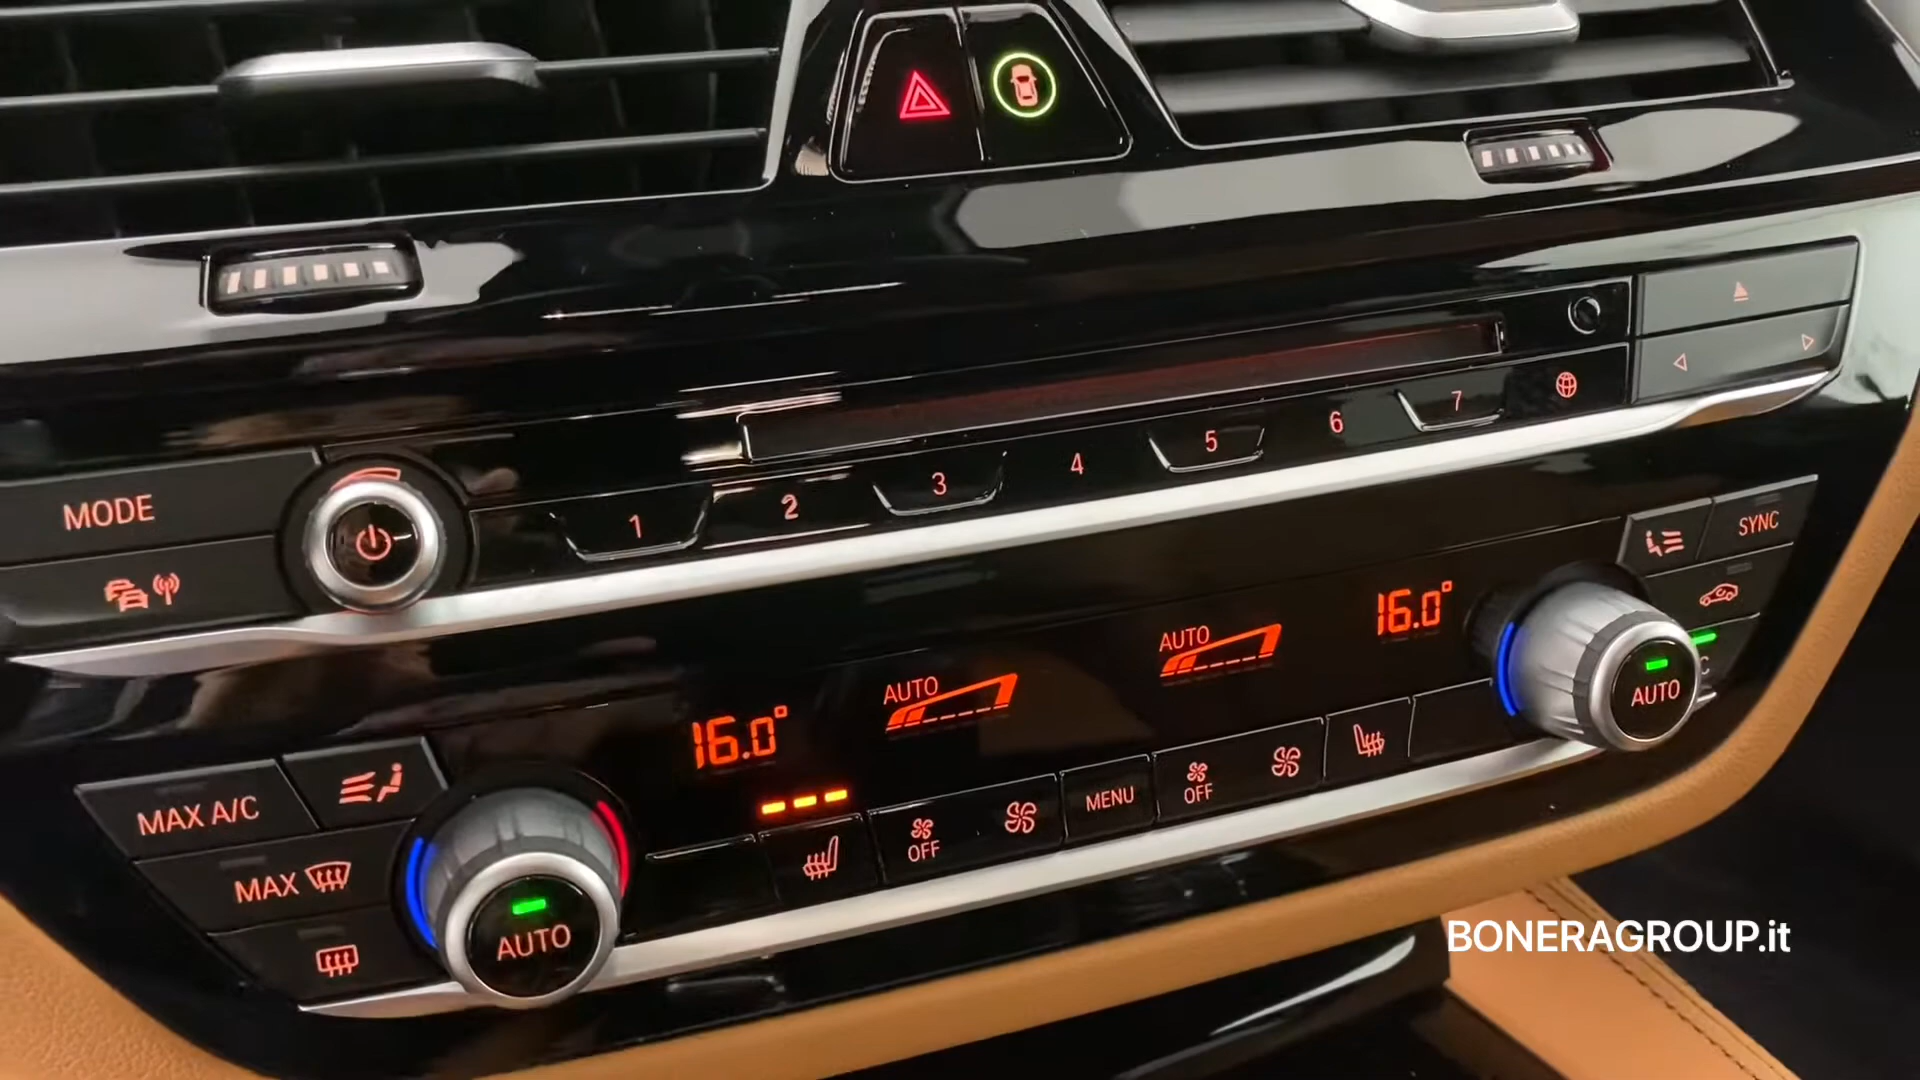 MODE
1
2
3
4
5
6
7
SYNC
16.0°
AUTO
AUTO
16.0°
AUTO
MAX A/C
MAX
AUTO
OFF
MENU
OFF
BONERAGROUP.it